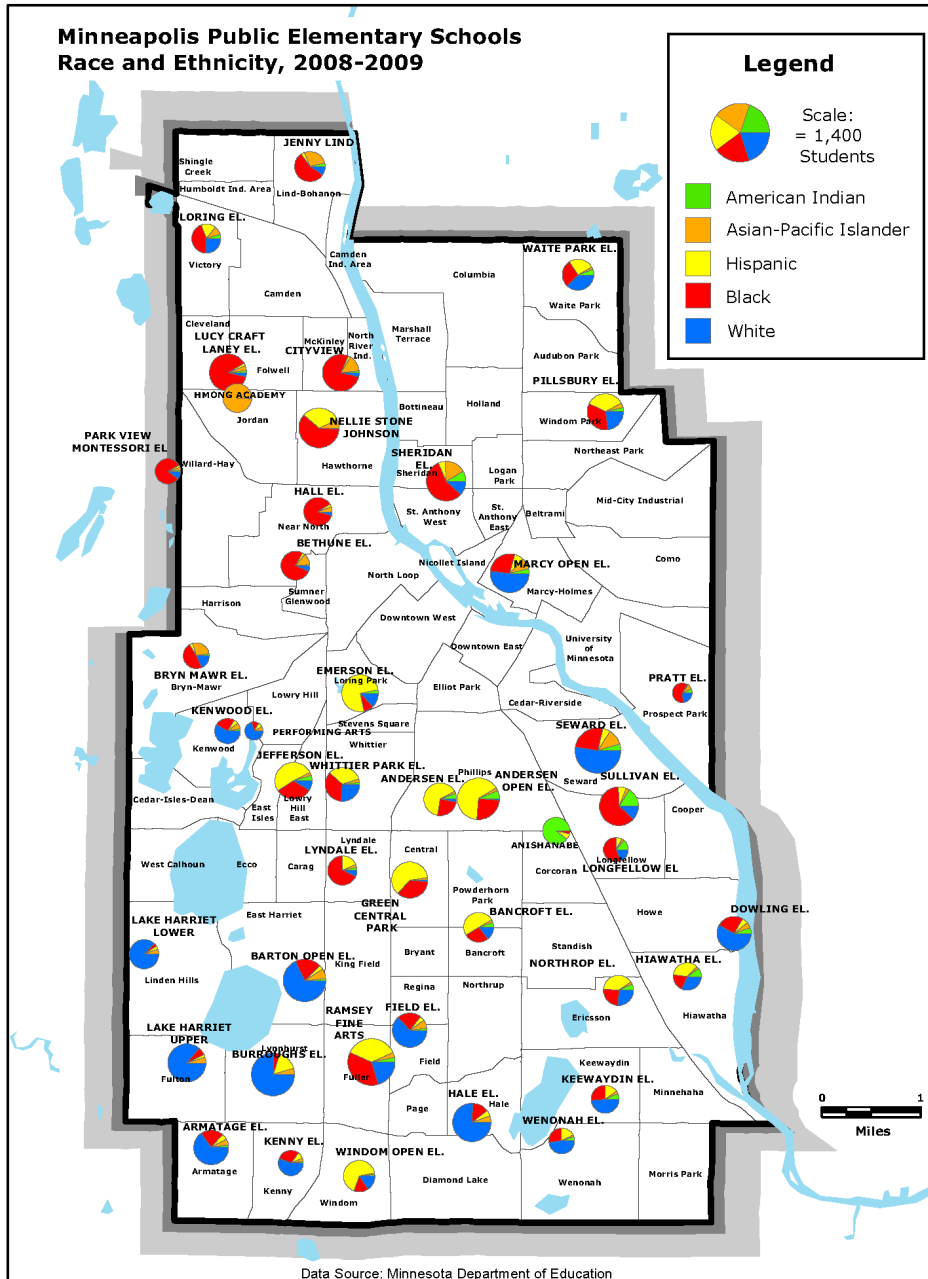 Minneapolis Public Elementary Schools
Race and Ethnicity, 2008-2009
Legend
Scale:
= 1,400
Students
American Indian
Asian-Pacific Islander
Hispanic
Black
White
JENNY LIND
Shingle
Creek
Humboldt Ind. Area
Lind-Bohanon
LORING EL.
Victory
Camden
Ind. Area
Camden
Columbia
WAITE PARK EL.
Waite Park
Cleveland
LUCY CRAFT
LANEY EL.
Folwell
McKinley
CITYVIEW
North
River
Ind.
Marshall
Terrace
Audubon Park
PILLSBURY EL.
HMONG ACADEMY
Jordan
Bottineau
Holland
Windom Park
NELLIE STONE
JOHNSON
Hawthorne
PARK VIEW
MONTESSORI EL
Willard-Hay
SHERIDAN
EL.
Sheridan
Logan
Park
Northeast Park
Mid-City Industrial
HALL EL.
Near North
St. Anthony
West
St.
Anthony
East
Beltrami
BETHUNE EL.
Sumner
Glenwood
North Loop
Nicollet Island
MARCY OPEN EL.
Marcy-Holmes
Como
Harrison
Downtown West
Downtown East
University
of
Minnesota
BRYN MAWR EL.
Bryn-Mawr
Lowry Hill
EMERSON EL.
Loring Park
Elliot Park
Cedar-Riverside
PRATT EL.
Prospect Park
KENWOOD EL.
Kenwood
PERFORMING ARTS
Stevens Square
Whittier
SEWARD EL.
Seward
JEFFERSON EL.
WHITTIER PARK EL.
Lowry
Hill
East
ANDERSEN EL.
Phillips
ANDERSEN
OPEN EL.
SULLIVAN EL.
Cooper
Cedar-Isles-Dean
East
Isles
ANISHANABE
Corcoran
Longfellow
LONGFELLOW EL
West Calhoun
Ecco
Carag
Lyndale
LYNDALE EL.
Central
Powderhorn
Park
GREEN
CENTRAL
PARK
BANCROFT EL.
Bancroft
Howe
DOWLING EL.
LAKE HARRIET
LOWER
Linden Hills
East Harriet
BARTON OPEN EL.
King Field
Bryant
Standish
NORTHROP EL.
HIAWATHA EL.
Hiawatha
Regina
Northrup
Ericsson
LAKE HARRIET
UPPER
Fulton
Lynnhurst
BURROUGHS EL.
RAMSEY
FINE
ARTS
Fuller
FIELD EL.
Field
Keewaydin
KEEWAYDIN EL.
Minnehaha
Page
HALE EL.
Hale
WENONAH EL.
Wenonah
ARMATAGE EL.
Armatage
KENNY EL.
Kenny
WINDOM OPEN EL.
Windom
Diamond Lake
Morris Park
0
1
Miles
Data Source: Minnesota Department of Education